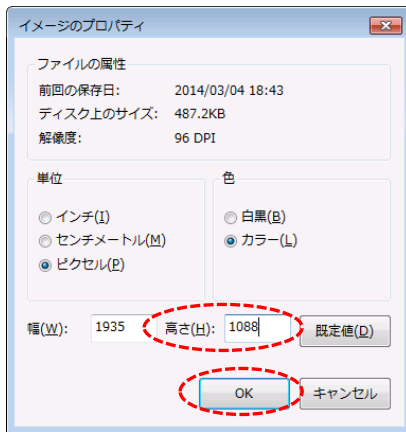 イメージのプロパティ
ファイルの属性
前回の保存日: 2014/03/04 18:43
ディスク上のサイズ: 487.2KB
解像度: 96 DPI
単位
インチ(I)
センチメートル(M)
ピクセル(P)
色
白黒(B)
カラー(L)
幅(W): 1935 高さ(H): 1088 既定値(D)
OK キャンセル